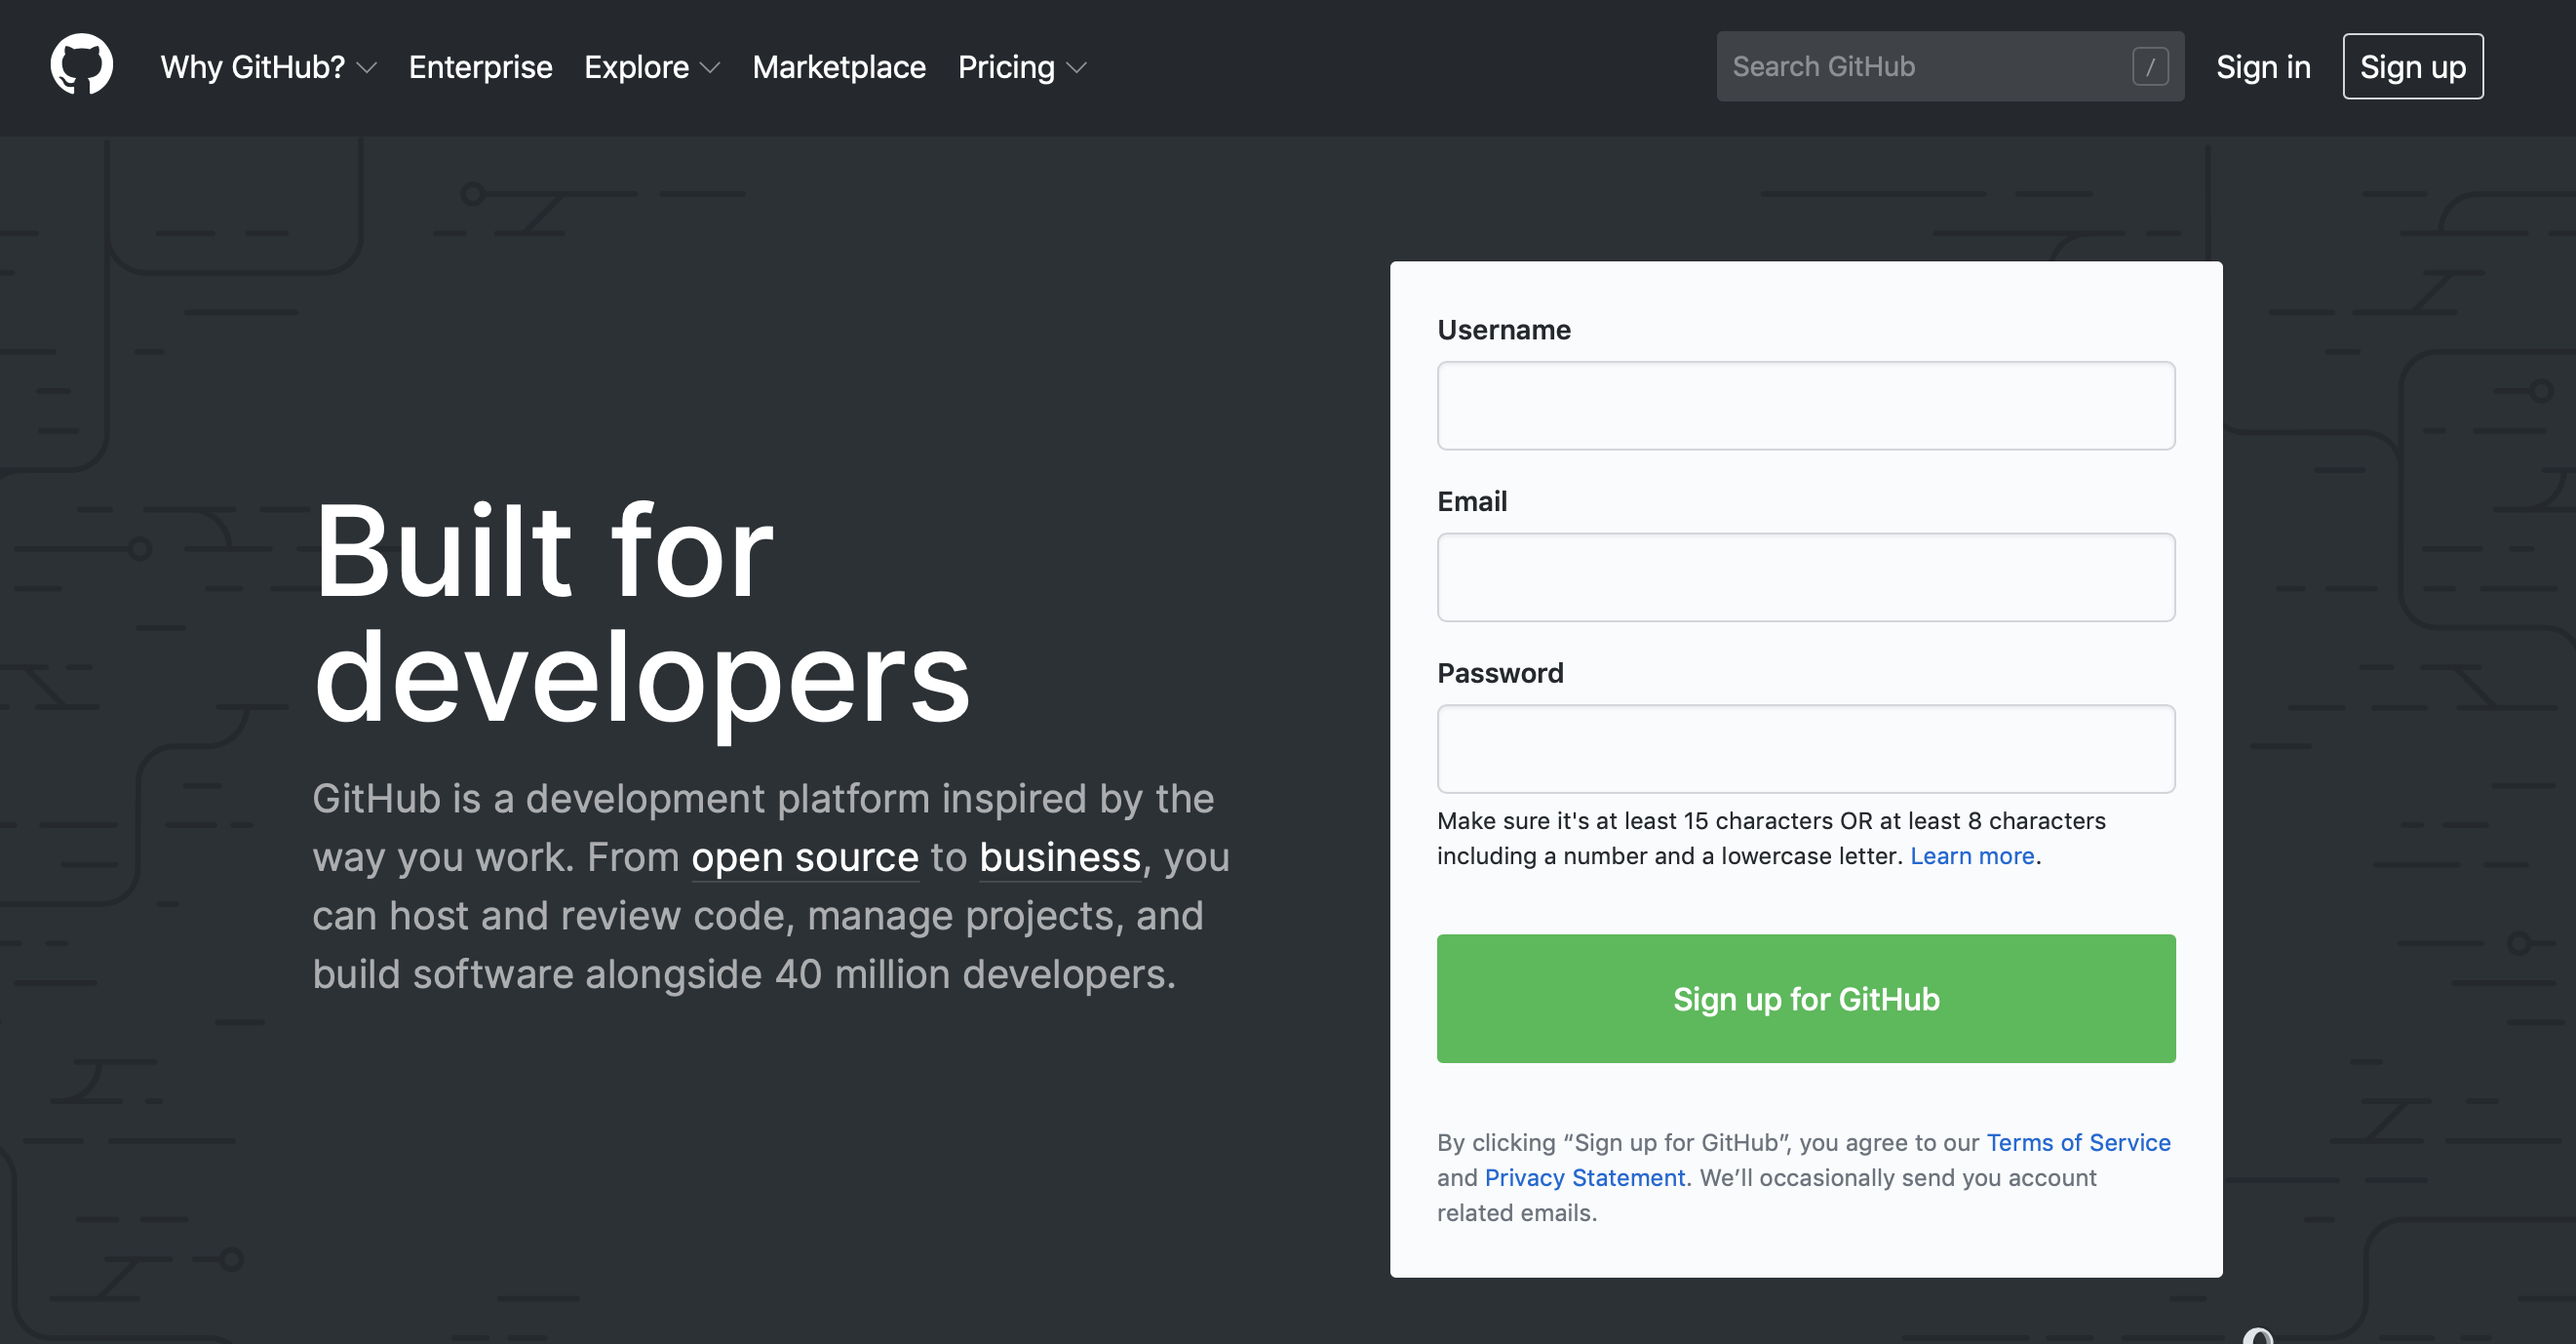 Why GitHub? Enterprise Explore Marketplace Pricing Search GitHub / Sign in Sign up
Built for
developers
GitHub is a development platform inspired by the
way you work. From open source to business, you
can host and review code, manage projects, and
build software alongside 40 million developers.
Username
Email
Password
Make sure it's at least 15 characters OR at least 8 characters
including a number and a lowercase letter. Learn more.
Sign up for GitHub
By clicking “Sign up for GitHub”, you agree to our Terms of Service
and Privacy Statement. We’ll occasionally send you account
related emails.